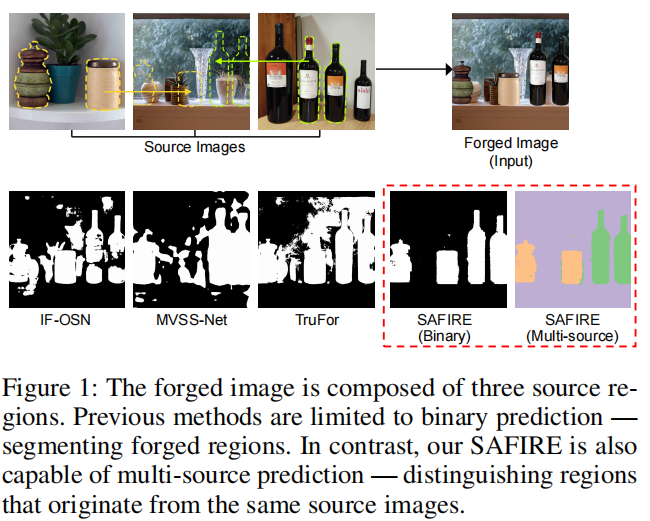 Source Images
Forged Image
(Input)
IF-OSN
MVSS-Net
TruFor
SAFIRE
(Binary)
SAFIRE
(Multi-source)
Figure 1: The forged image is composed of three source re-
gions. Previous methods are limited to binary prediction —
segmenting forged regions. In contrast, our SAFIRE is also
capable of multi-source prediction — distinguishing regions
that originate from the same source images.